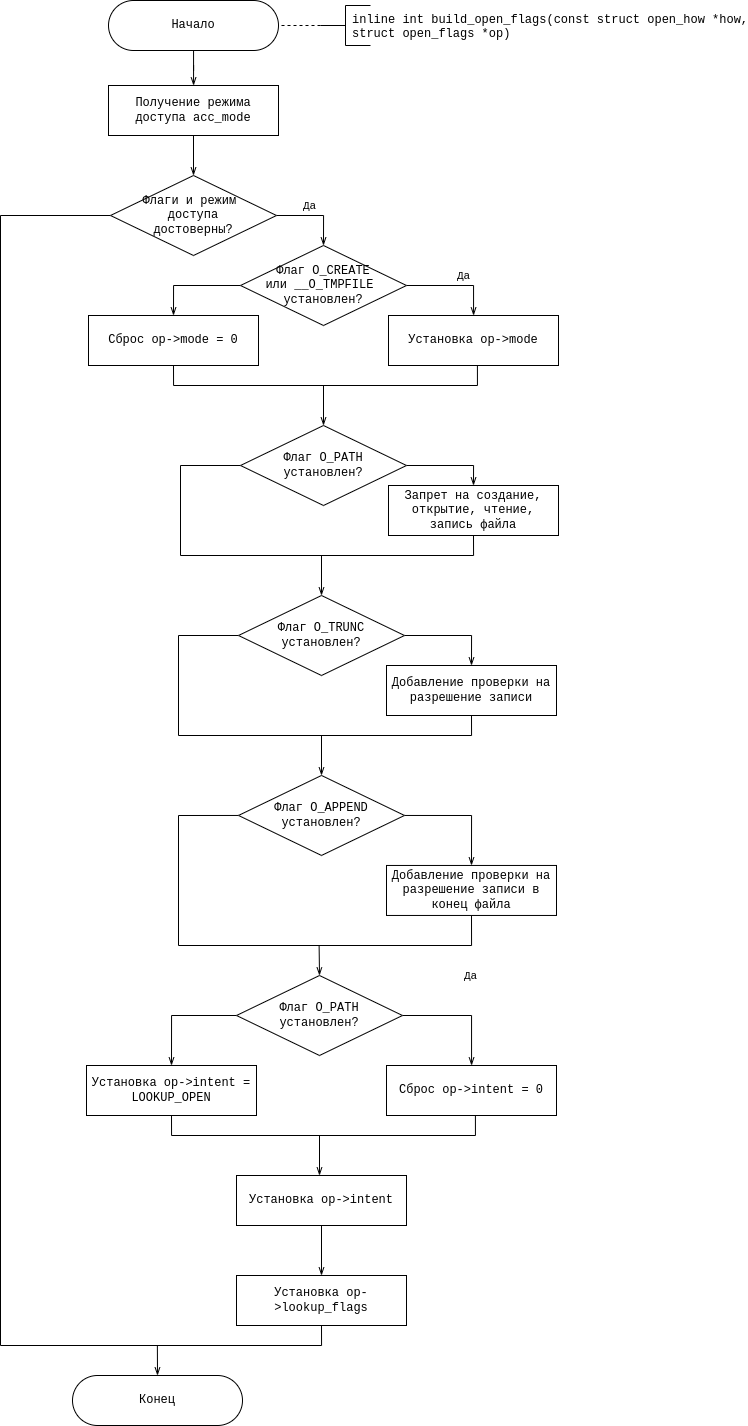 Начало
inline int build_open_flags(const struct open_how *how,
struct open_flags *op)
Получение режима
доступа acc_mode
Флаги и режим
доступа
достоверны?
Да
Флаг O_CREATE
или __O_TMPFILE
установлен?
Да
Сброс op->mode = 0
Установка op->mode
Флаг O_PATH
установлен?
Запрет на создание,
открытие, чтение,
запись файла
Флаг O_TRUNC
установлен?
Добавление проверки на
разрешение записи
Флаг O_APPEND
установлен?
Добавление проверки на
разрешение записи в
конец файла
Да
Флаг O_PATH
установлен?
Установка op->intent =
LOOKUP_OPEN
Сброс op->intent = 0
Установка op->intent
Установка op-
>lookup_flags
Конец